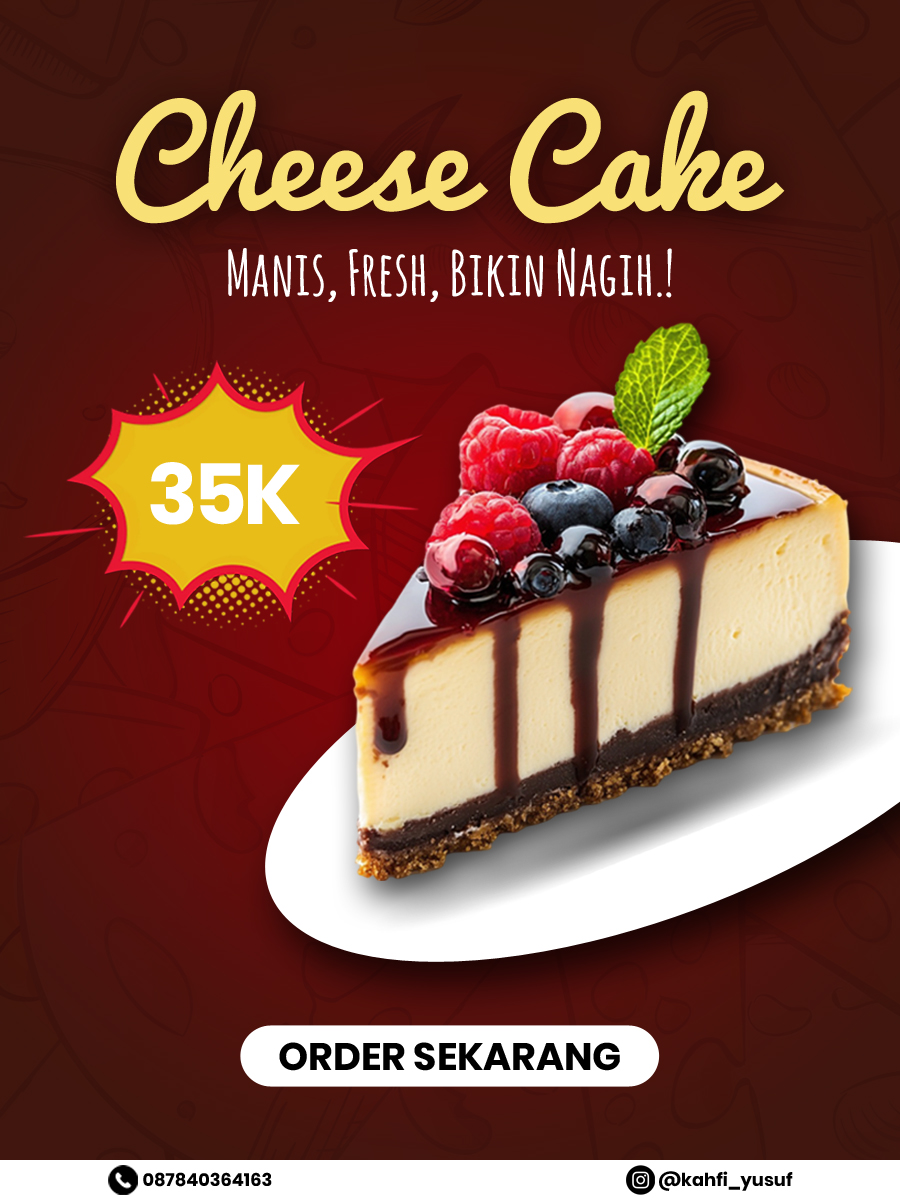 Cheese Cake
Manis, Fresh, Bikin Nagih.!
35K
ORDER SEKARANG
087840364163
@kahfi_yusuf